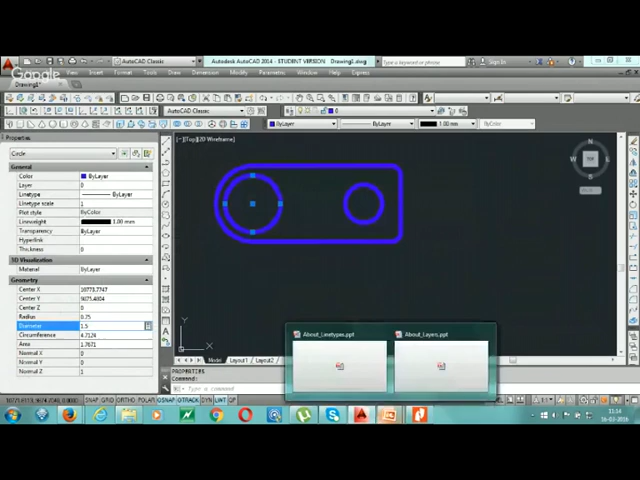 AutoCAD Classic
Autodesk AutoCAD 2014 - STUDENT VERSION Drawing1.dwg
Type a keyword or phrase
Sign In
Google
Insert Format Tools Draw Dimension Modify Parametric Window Help Express
Drawing1*
AutoCAD Classic
0
ByLayer ByLayer 1.00 mm ByColor
Properties
Circle
General
Color ByLayer
Layer 0
Linetype ByLayer
Linetype scale 1
Plot style ByColor
Lineweight 1.00 mm
Transparency ByLayer
Hyperlink
Thickness 0
3D Visualization
Material ByLayer
Geometry
Center X 10773.7747
Center Y 9875.4804
Center Z 0
Radius 0.75
Diameter 1.5
Circumference 4.7124
Area 1.7671
Normal X 0
Normal Y 0
Normal Z 1
[Top][2D Wireframe]
N
W
TOP
E
S
Y
X
Model Layout1 Layout2
About_Linetypes.ppt
About_Layers.ppt
PROPERTIES
Command:
Type a command
SNAP GRID ORTHO POLAR OSNAP OTRACK DYN LWT QP
11:14
16-03-2016